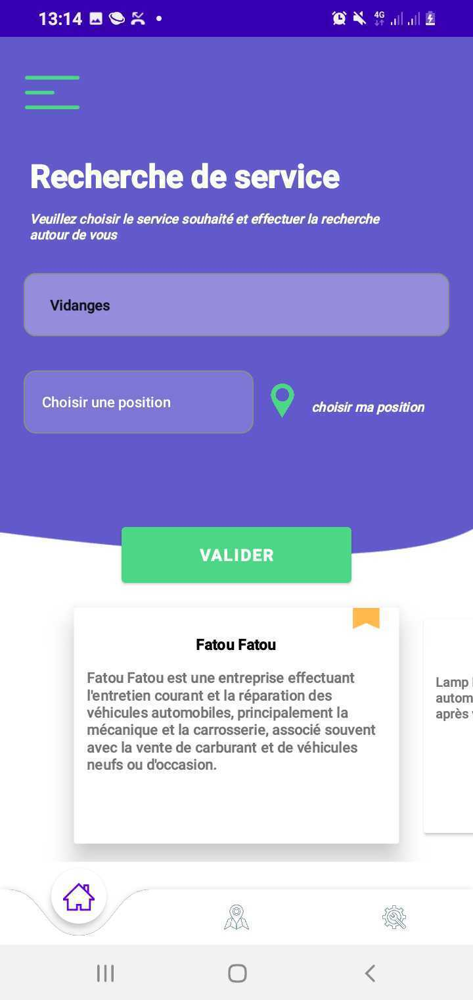 13:14
4G
Recherche de service
Veuillez choisir le service souhaité et effectuer la recherche
autour de vous
Vidanges
Choisir une position
choisir ma position
VALIDER
Fatou Fatou
Fatou Fatou est une entreprise effectuant
l'entretien courant et la réparation des
véhicules automobiles, principalement la
mécanique et la carrosserie, associé souvent
avec la vente de carburant et de véhicules
neufs ou d'occasion.
Lamp
autom
après